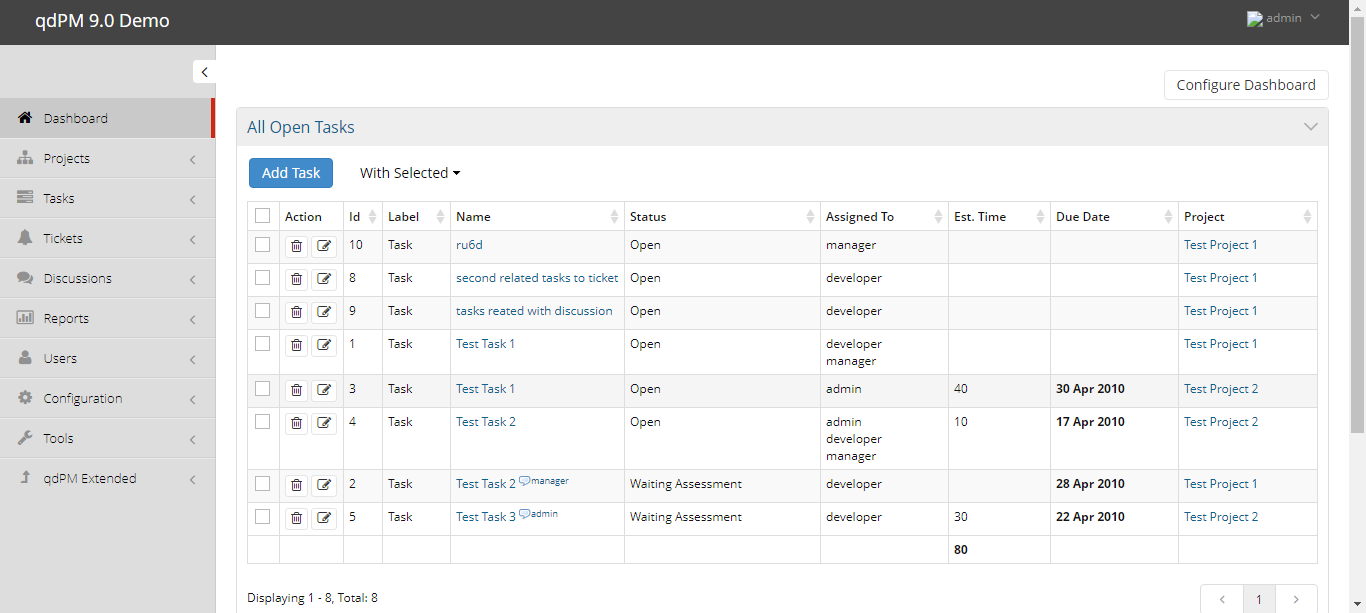 qdPM 9.0 Demo
admin
Configure Dashboard
Dashboard
Projects
Tasks
Tickets
Discussions
Reports
Users
Configuration
Tools
qdPM Extended
All Open Tasks
Add Task With Selected
Action Id Label Name Status Assigned To Est. Time Due Date Project
10 Task ru6d Open manager Test Project 1
8 Task second related tasks to ticket Open developer Test Project 1
9 Task tasks reated with discussion Open developer Test Project 1
1 Task Test Task 1 Open developer Test Project 1
manager
3 Task Test Task 1 Open admin 40 30 Apr 2010 Test Project 2
4 Task Test Task 2 Open admin 10 17 Apr 2010 Test Project 2
developer
manager
2 Task Test Task 2 manager Waiting Assessment developer 28 Apr 2010 Test Project 1
5 Task Test Task 3 admin Waiting Assessment developer 30 22 Apr 2010 Test Project 2
80
Displaying 1 - 8, Total: 8
1